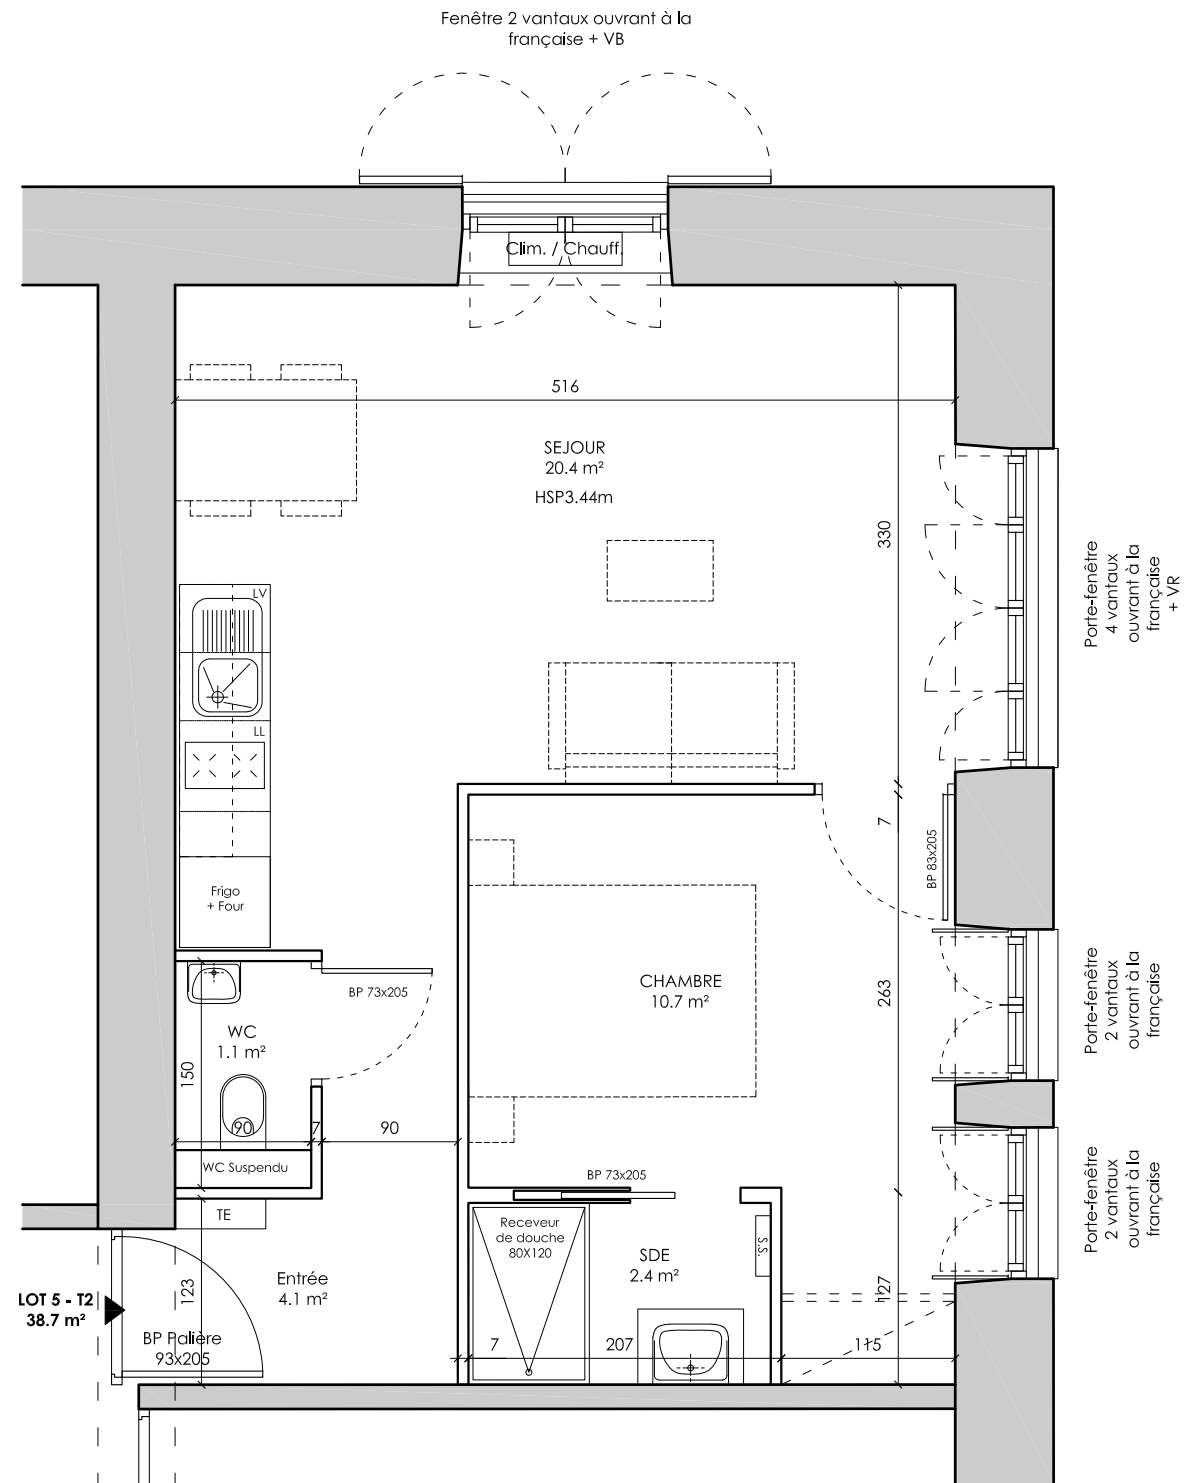 Fenêtre 2 vantaux ouvrant à la
française + VB
Clim. / Chauff.
516
SEJOUR
20.4 m²
HSP3.44m
330
Porte-fenêtre
4 vantaux
ouvrant à la
française
+ VR
LV
LL
Frigo
+ Four
7
BP 83x205
BP 73x205
CHAMBRE
10.7 m²
263
Porte-fenêtre
2 vantaux
ouvrant à la
française
WC
1.1 m²
150
90
7
90
WC Suspendu
BP 73x205
TE
Receveur
de douche
80X120
SDE
2.4 m²
S.S.
Porte-fenêtre
2 vantaux
ouvrant à la
française
Entrée
4.1 m²
123
127
LOT 5 - T2
38.7 m²
BP Palière
93x205
7
207
115